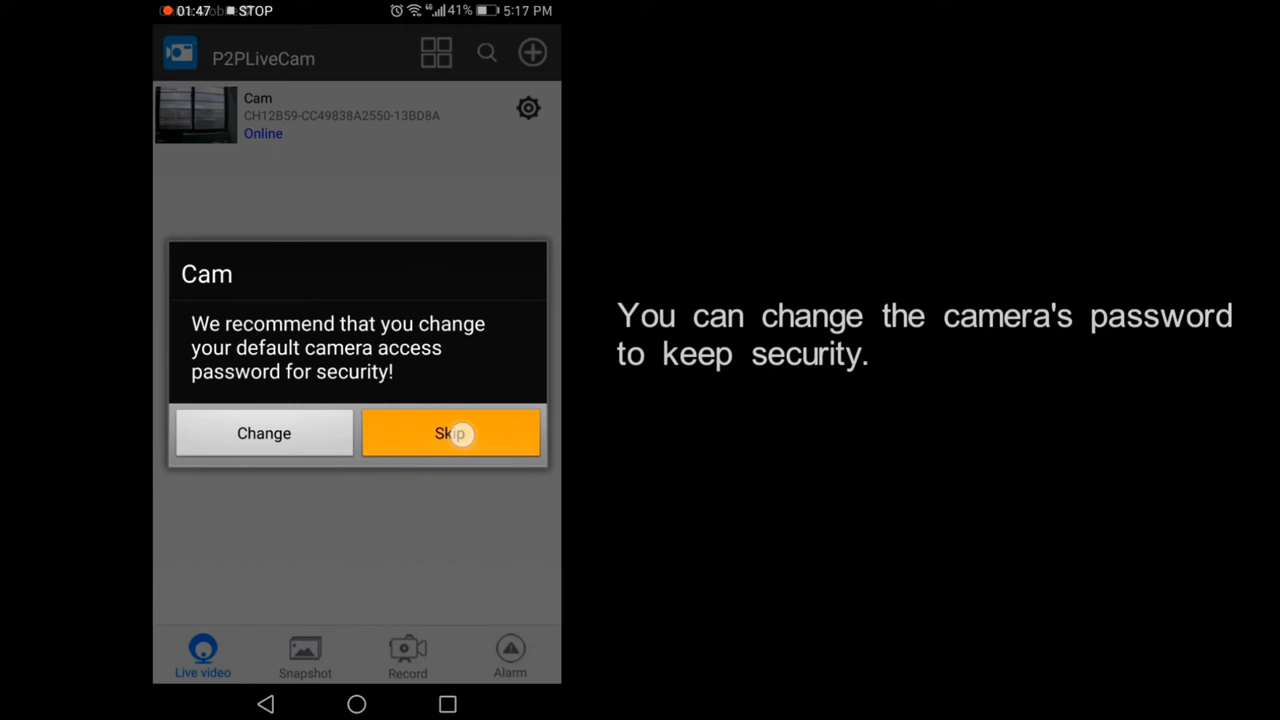 01:47 STOP 41% 5:17 PM
P2PLiveCam
Cam
CH12B59-CC49838A2550-13BD8A
Online
Cam
We recommend that you change
your default camera access
password for security!
Change Skip
You can change the camera's password
to keep security.
Live video Snapshot Record Alarm